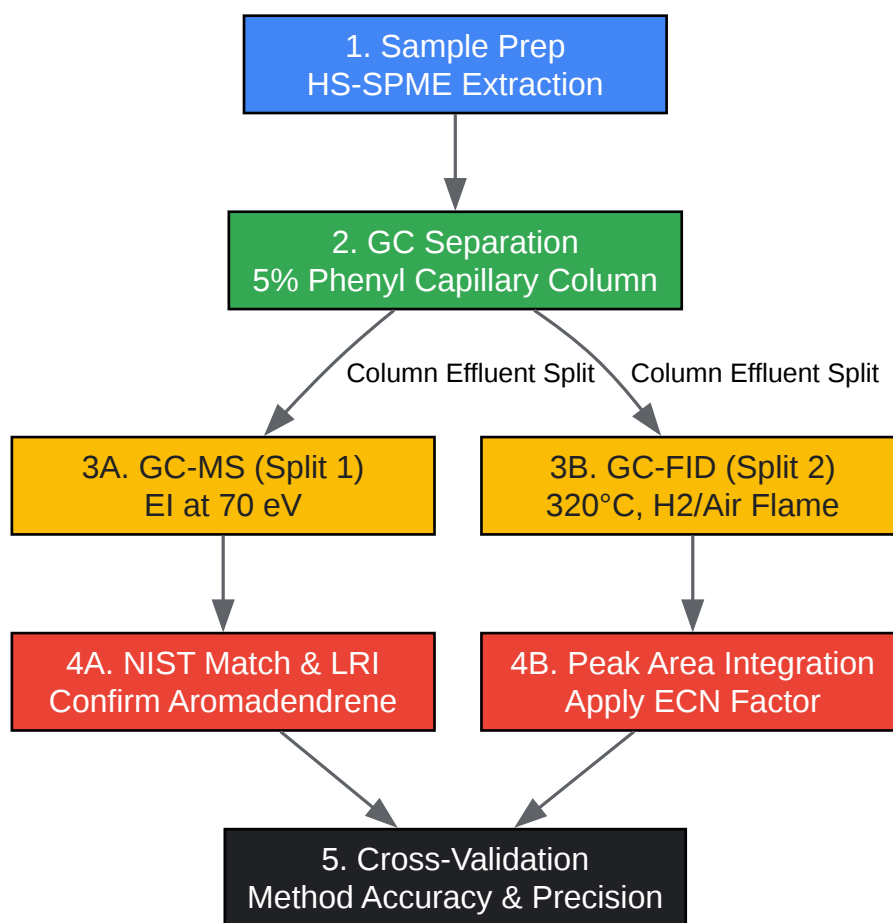 1. Sample Prep
HS-SPME Extraction
2. GC Separation
5% Phenyl Capillary Column
Column Effluent Split
Column Effluent Split
3A. GC-MS (Split 1)
EI at 70 eV
3B. GC-FID (Split 2)
320°C, H2/Air Flame
4A. NIST Match & LRI
Confirm Aromadendrene
4B. Peak Area Integration
Apply ECN Factor
5. Cross-Validation
Method Accuracy & Precision